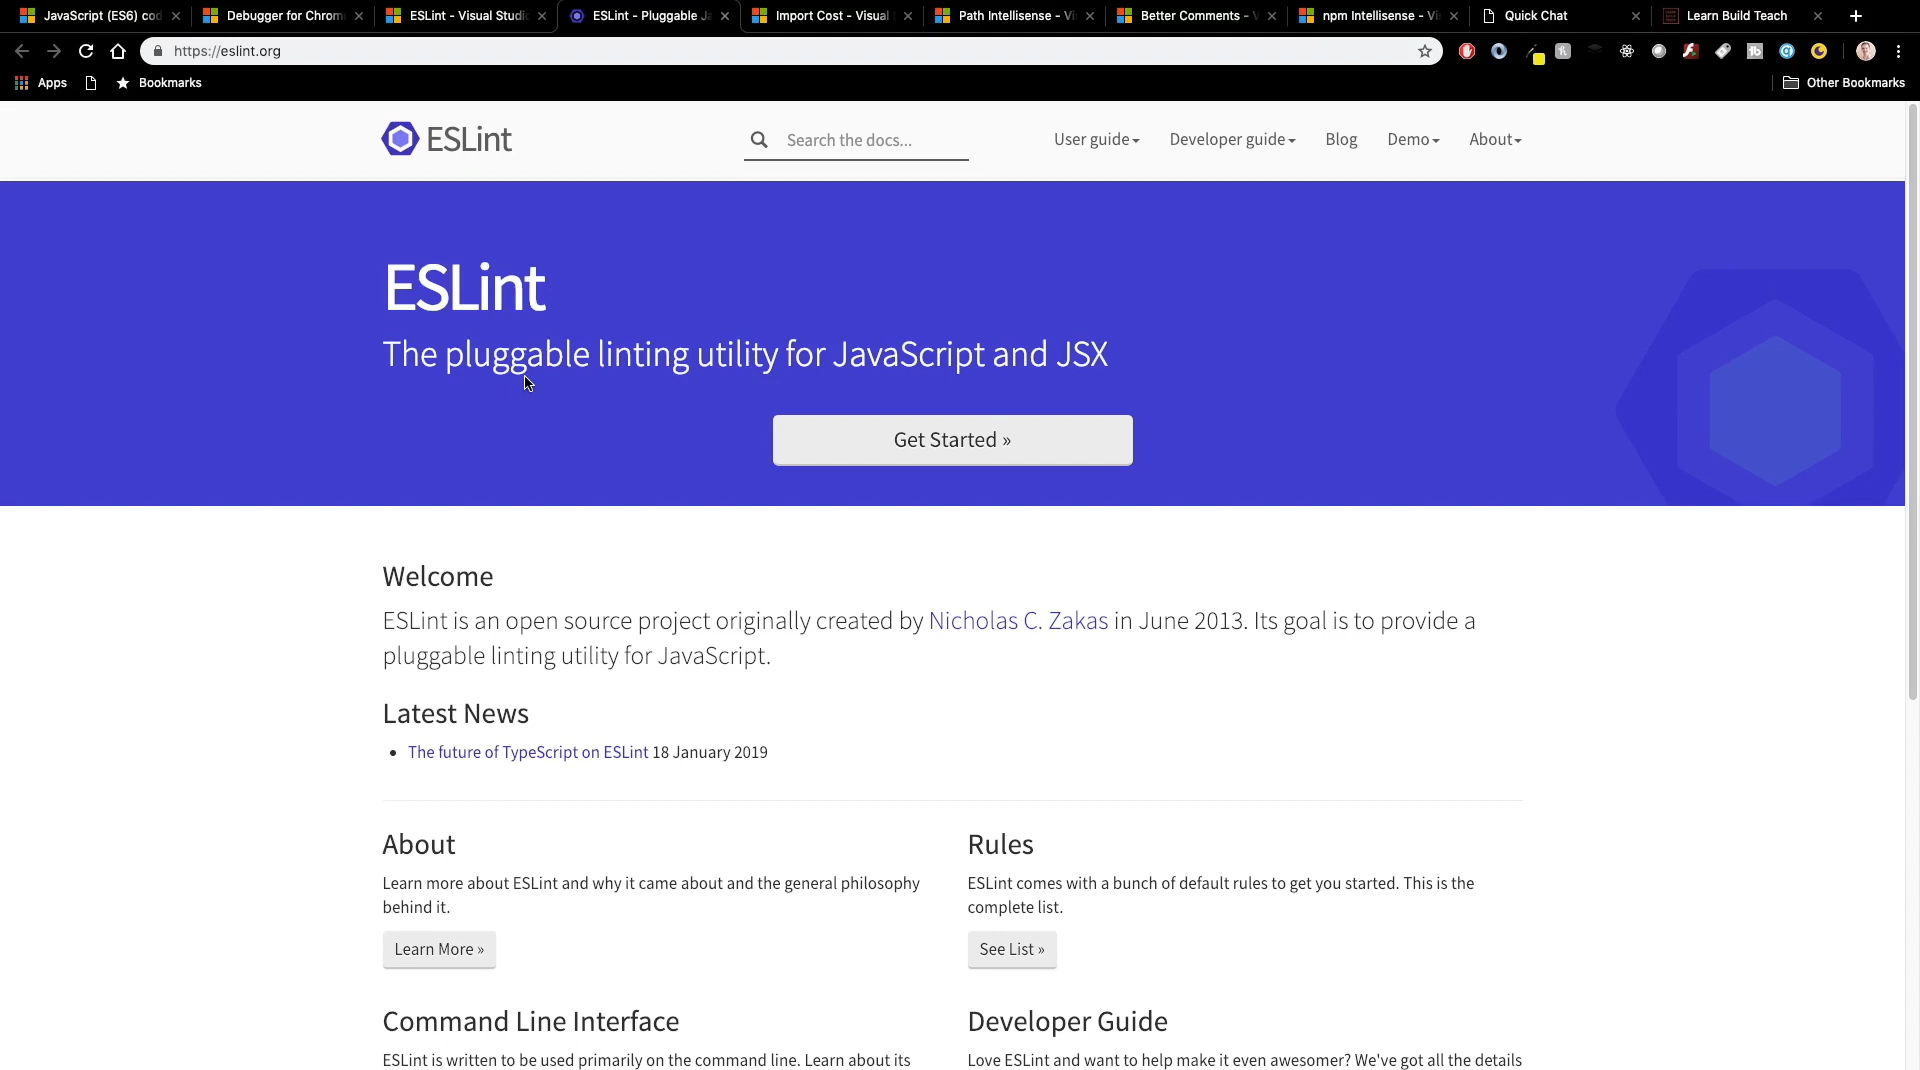 JavaScript (ES6) cod
Debugger for Chrom
ESLint - Visual Studi
ESLint - Pluggable Ja
Import Cost - Visual
Path Intellisense - Vi
Better Comments - V
npm Intellisense - Vi
Quick Chat
Learn Build Teach
https://eslint.org
Apps
Bookmarks
Other Bookmarks
ESLint
Search the docs...
User guide
Developer guide
Blog
Demo
About
ESLint
The pluggable linting utility for JavaScript and JSX
Get Started »
Welcome
ESLint is an open source project originally created by Nicholas C. Zakas in June 2013. Its goal is to provide a
pluggable linting utility for JavaScript.
Latest News
The future of TypeScript on ESLint 18 January 2019
About
Learn more about ESLint and why it came about and the general philosophy
behind it.
Learn More »
Rules
ESLint comes with a bunch of default rules to get you started. This is the
complete list.
See List »
Command Line Interface
ESLint is written to be used primarily on the command line. Learn about its
Developer Guide
Love ESLint and want to help make it even awesomer? We've got all the details